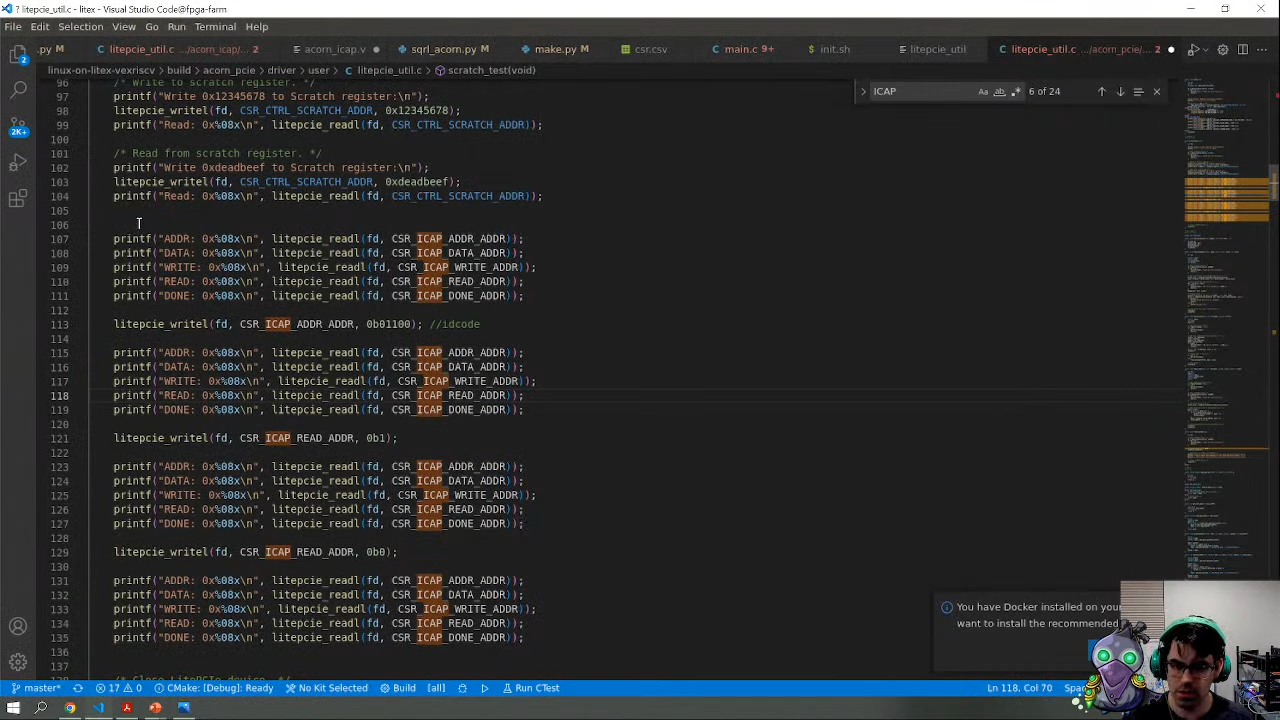 ? litepcie_util.c - litex - Visual Studio Code@fpga-farm
File Edit Selection View Go Run Terminal Help
.py M litepcie_util.c .../acorn_icap/... 2 acorn_icap.v sqrl_acorn.py M make.py M csr.csv main.c 9+ init.sh litepcie_util litepcie_util.c .../acorn_pcie/... 2
linux-on-litex-vexriscv > build > acorn_pcie > driver > user > litepcie_util.c > scratch_test(void)
ICAP Aa ab 6 of 24
96 /* Write to scratch register. */
97 printf("Write 0x12345678 to Scratch register:\n");
98 litepcie_writel(fd, CSR_CTRL_SCRATCH_ADDR, 0x12345678);
99 printf("Read: 0x%08x\n", litepcie_readl(fd, CSR_CTRL_SCRATCH_ADDR));
100
101 /* Read from scratch register. */
102 printf("Write 0xdeadbeef to Scratch register:\n");
103 litepcie_writel(fd, CSR_CTRL_SCRATCH_ADDR, 0xdeadbeef);
104 printf("Read: 0x%08x\n", litepcie_readl(fd, CSR_CTRL_SCRATCH_ADDR));
105
106
107 printf("ADDR: 0x%08x\n", litepcie_readl(fd, CSR_ICAP_ADDR_ADDR));
108 printf("DATA: 0x%08x\n", litepcie_readl(fd, CSR_ICAP_DATA_ADDR));
109 printf("WRITE: 0x%08x\n", litepcie_readl(fd, CSR_ICAP_WRITE_ADDR));
110 printf("READ: 0x%08x\n", litepcie_readl(fd, CSR_ICAP_READ_ADDR));
111 printf("DONE: 0x%08x\n", litepcie_readl(fd, CSR_ICAP_DONE_ADDR));
112
113 litepcie_writel(fd, CSR_ICAP_ADDR_ADDR, 0b01100); //idcode
114
115 printf("ADDR: 0x%08x\n", litepcie_readl(fd, CSR_ICAP_ADDR_ADDR));
116 printf("DATA: 0x%08x\n", litepcie_readl(fd, CSR_ICAP_DATA_ADDR));
117 printf("WRITE: 0x%08x\n", litepcie_readl(fd, CSR_ICAP_WRITE_ADDR));
118 printf("READ: 0x%08x\n", litepcie_readl(fd, CSR_ICAP_READ_ADDR));
119 printf("DONE: 0x%08x\n", litepcie_readl(fd, CSR_ICAP_DONE_ADDR));
120
121 litepcie_writel(fd, CSR_ICAP_READ_ADDR, 0b1);
122
123 printf("ADDR: 0x%08x\n", litepcie_readl(fd, CSR_ICAP_ADDR_ADDR));
124 printf("DATA: 0x%08x\n", litepcie_readl(fd, CSR_ICAP_DATA_ADDR));
125 printf("WRITE: 0x%08x\n", litepcie_readl(fd, CSR_ICAP_WRITE_ADDR));
126 printf("READ: 0x%08x\n", litepcie_readl(fd, CSR_ICAP_READ_ADDR));
127 printf("DONE: 0x%08x\n", litepcie_readl(fd, CSR_ICAP_DONE_ADDR));
128
129 litepcie_writel(fd, CSR_ICAP_READ_ADDR, 0b0);
130
131 printf("ADDR: 0x%08x\n", litepcie_readl(fd, CSR_ICAP_ADDR_ADDR));
132 printf("DATA: 0x%08x\n", litepcie_readl(fd, CSR_ICAP_DATA_ADDR));
133 printf("WRITE: 0x%08x\n", litepcie_readl(fd, CSR_ICAP_WRITE_ADDR));
134 printf("READ: 0x%08x\n", litepcie_readl(fd, CSR_ICAP_READ_ADDR));
135 printf("DONE: 0x%08x\n", litepcie_readl(fd, CSR_ICAP_DONE_ADDR));
136
137
138 /* Close LitePCIe device. */
You have Docker installed on your
want to install the recommended
2
2K+
master* 17 0 CMake: [Debug]: Ready No Kit Selected Build [all] Run CTest Ln 118, Col 70